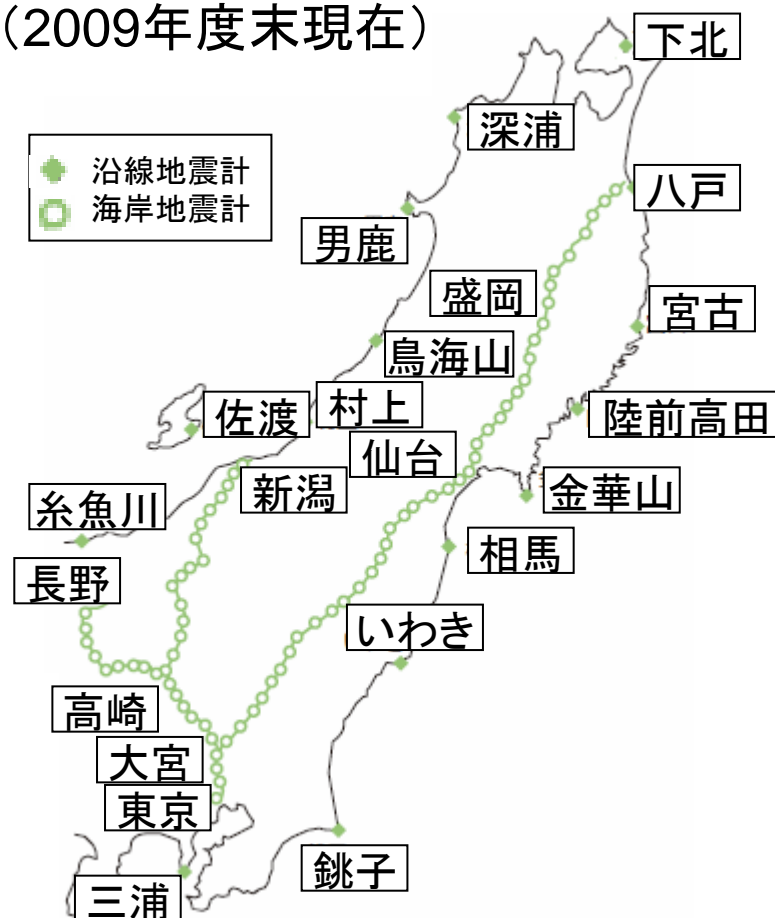 （2009年度末現在）
下北
深浦
沿線地震計
海岸地震計
八戸
男鹿
盛岡
宮古
鳥海山
村上
佐渡
陸前高田
仙台
新潟
金華山
糸魚川
相馬
長野
いわき
高崎
大宮
東京
銚子
三浦